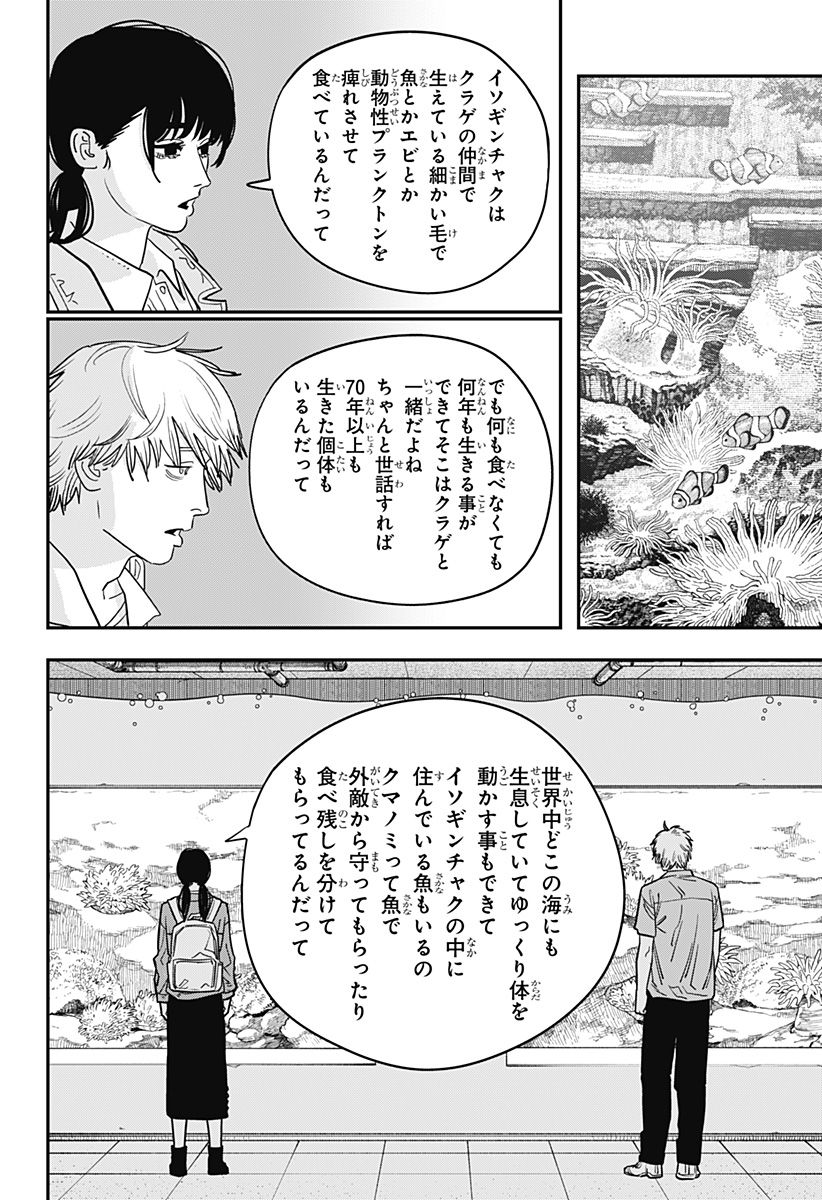 イソギンチャクは
クラゲの仲間で
生えている細かい毛で
魚とかエビとか
動物性プランクトンを
痺れさせて
食べているんだって
でも何も食べなくても
何年も生きる事が
できてそこはクラゲと
一緒だよね
ちゃんと世話すれば
70年以上も
生きた個体も
いるんだって
世界中どこの海にも
生息していてゆっくり体を
動かす事もできて
イソギンチャクの中に
住んでいる魚もいるの
クマノミって魚で
外敵から守ってもらったり
食べ残しを分けて
もらってるんだって